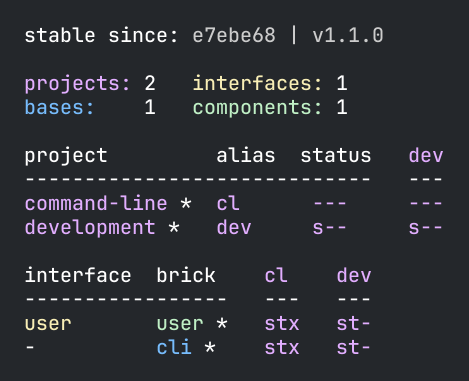 stable since: e7ebe68 | v1.1.0
projects: 2   interfaces: 1
bases:    1   components: 1
project         alias  status   dev
-----------------------------   ---
command-line *  cl      ---     ---
development *   dev     s--     s--
interface  brick    cl    dev
-----------------   ---   ---
user       user *   stx   st-
-          cli *    stx   st-